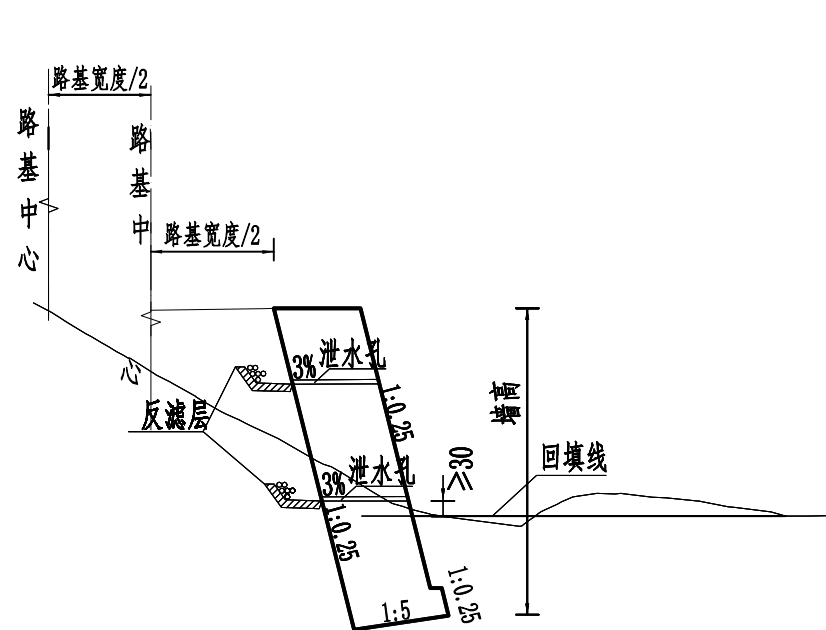 路基宽度/2
路基中心
路基中心
路基宽度/2
3%
泄水孔
1:0.25
反滤层
墙高
≥30
回填线
3%
泄水孔
1:0.25
1:0.25
1:5